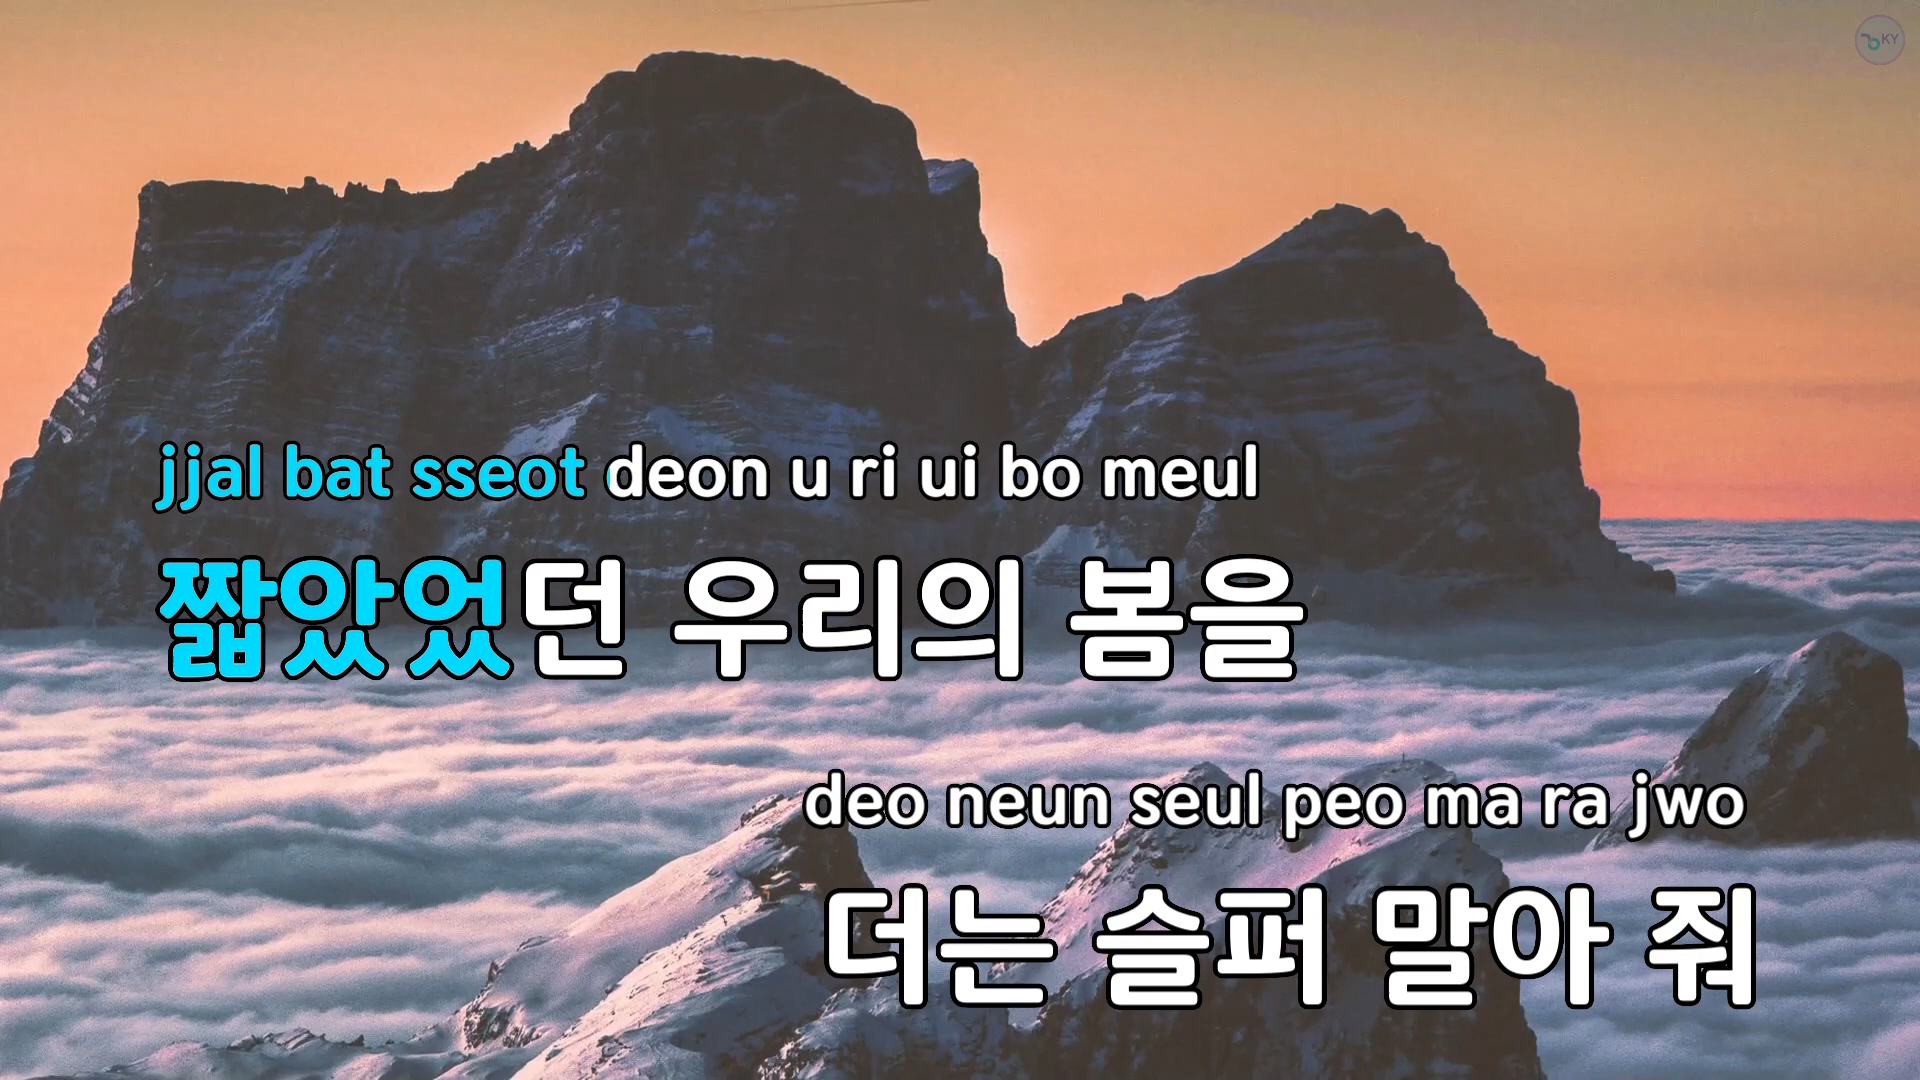 KY
jjal bat sseot deon u ri ui bo meul
짧았었던 우리의 봄을
deo neun seul peo ma ra jwo
더는 슬퍼 말아 줘